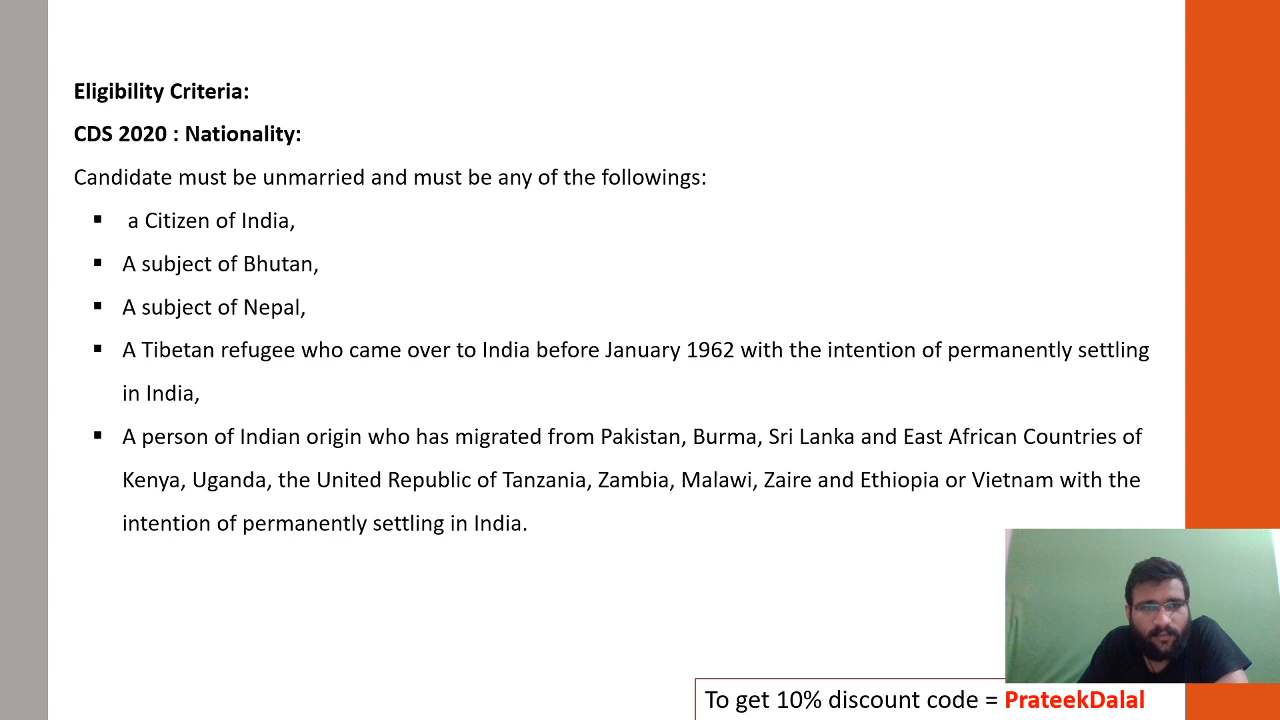 Eligibility Criteria:
CDS 2020 : Nationality:
Candidate must be unmarried and must be any of the followings:
▪ a Citizen of India,
▪ A subject of Bhutan,
▪ A subject of Nepal,
▪ A Tibetan refugee who came over to India before January 1962 with the intention of permanently settling
in India,
▪ A person of Indian origin who has migrated from Pakistan, Burma, Sri Lanka and East African Countries of
Kenya, Uganda, the United Republic of Tanzania, Zambia, Malawi, Zaire and Ethiopia or Vietnam with the
intention of permanently settling in India.
To get 10% discount code = PrateekDalal